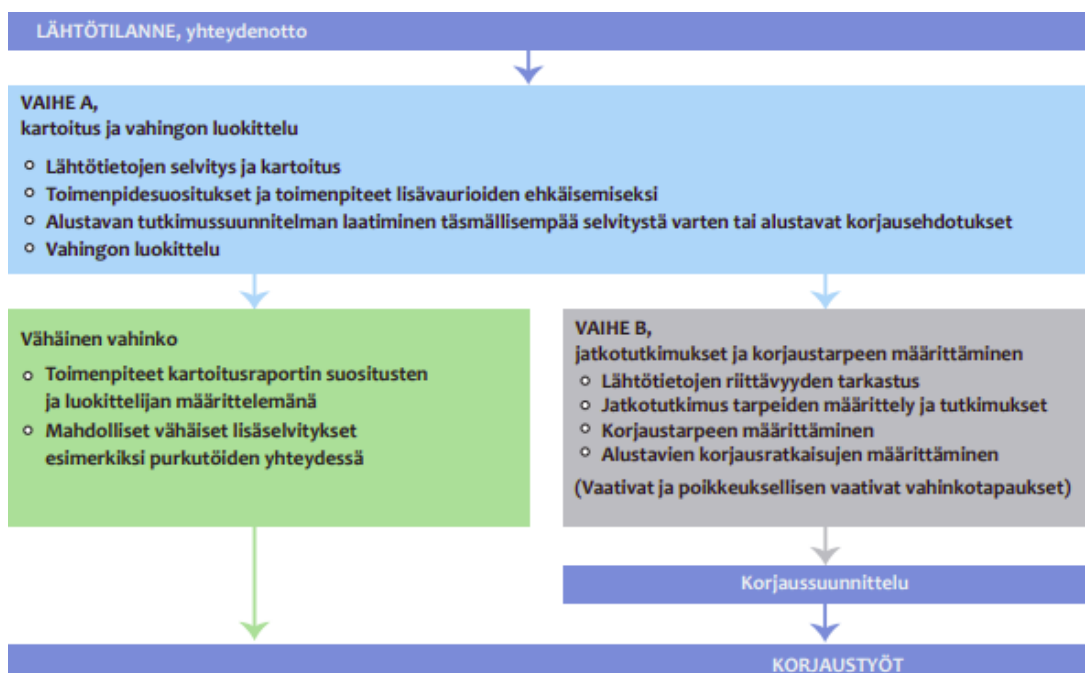 LÄHTÖTILANNE, yhteydenotto
VAIHE A,
kartoitus ja vahingon luokittelu
Lähtötietojen selvitys ja kartoitus
Toimenpidesuositukset ja toimenpiteet lisävaurioiden ehkäisemiseksi
Alustavan tutkimussuunnitelman laatiminen täsmällisempää selvitystä varten tai alustavat korjausehdotukset
Vahingon luokittelu
Vähäinen vahinko
Toimenpiteet kartoitusraportin suositusten
ja luokittelijan määrittelemänä
Mahdolliset vähäiset lisäselvitykset
esimerkiksi purkutöiden yhteydessä
VAIHE B,
jatkotutkimukset ja korjaustarpeen määrittäminen
Lähtötietojen riittävyyden tarkastus
Jatkotutkimus tarpeiden määrittely ja tutkimukset
Korjaustarpeen määrittäminen
Alustavien korjausratkaisujen määrittäminen
(Vaativat ja poikkeuksellisen vaativat vahinkotapaukset)
Korjaussuunnittelu
KORJAUSTYÖT